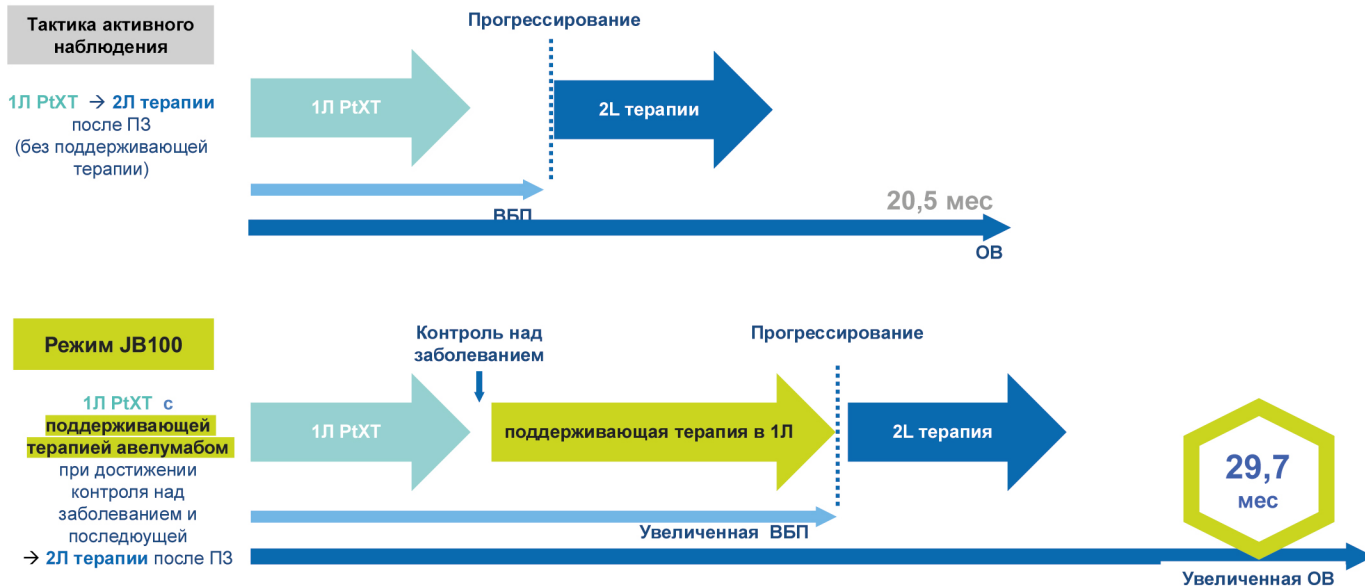 Тактика активного
наблюдения
1Л PtХТ → 2Л терапии
после ПЗ
(без поддерживающей
терапии)
Прогрессирование
1Л PtХТ
2L терапии
ВБП
20,5 мес
ОВ
Режим JB100
1Л PtХТ с
поддерживающей
терапией авелумабом
при достижении
контроля над
заболеванием и
последюущей
→ 2Л терапии после ПЗ
Контроль над
заболеванием
Прогрессирование
1Л PtХТ
поддерживающая терапия в 1Л
2L терапия
Увеличенная ВБП
29,7
мес
Увеличенная ОВ